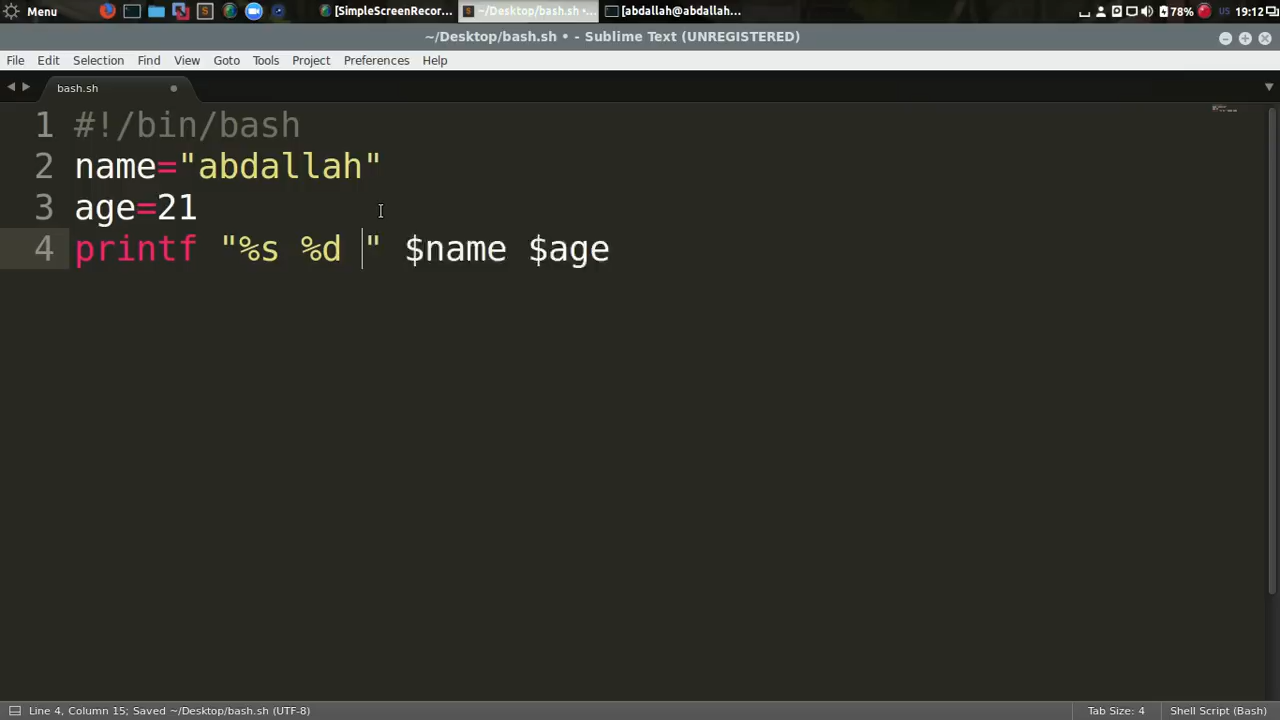 Menu [SimpleScreenRecor... ~/Desktop/bash.sh •... [abdallah@abdallah... 78% US 19:12
~/Desktop/bash.sh • - Sublime Text (UNREGISTERED)
File Edit Selection Find View Goto Tools Project Preferences Help
bash.sh
1 #!/bin/bash
2 name="abdallah"
3 age=21
4 printf "%s %d " $name $age
Line 4, Column 15; Saved ~/Desktop/bash.sh (UTF-8) Tab Size: 4 Shell Script (Bash)